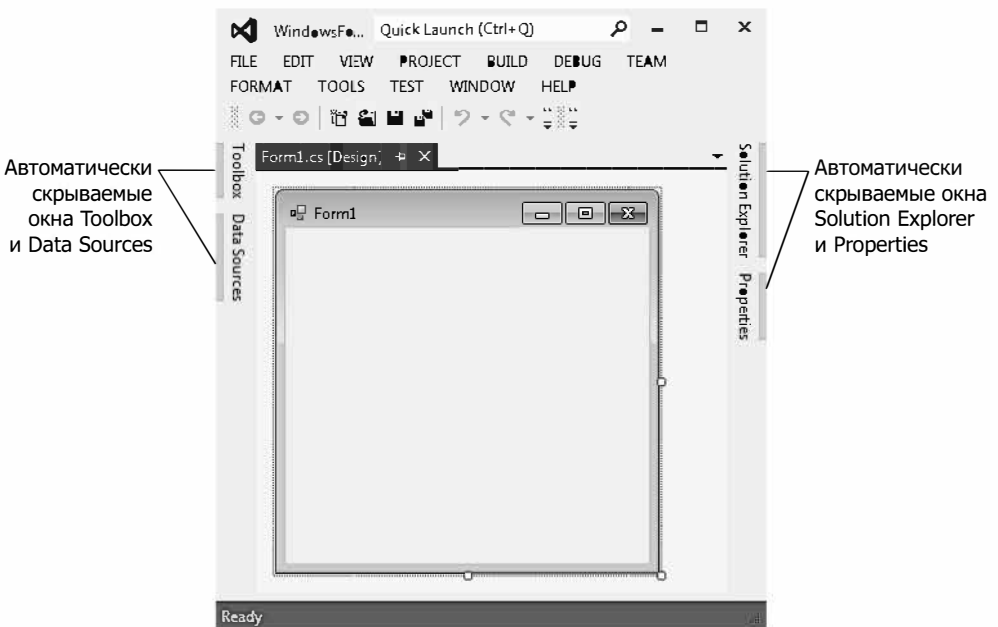 WindowsFo... Quick Launch (Ctrl+Q)
FILE EDIT VIEW PROJECT BUILD DEBUG TEAM
FORMAT TOOLS TEST WINDOW HELP
Form1.cs [Design]
Form1
Toolbox
Data Sources
Solution Explorer
Properties
Автоматически
скрываемые
окна Toolbox
и Data Sources
Автоматически
скрываемые окна
Solution Explorer
и Properties
Ready